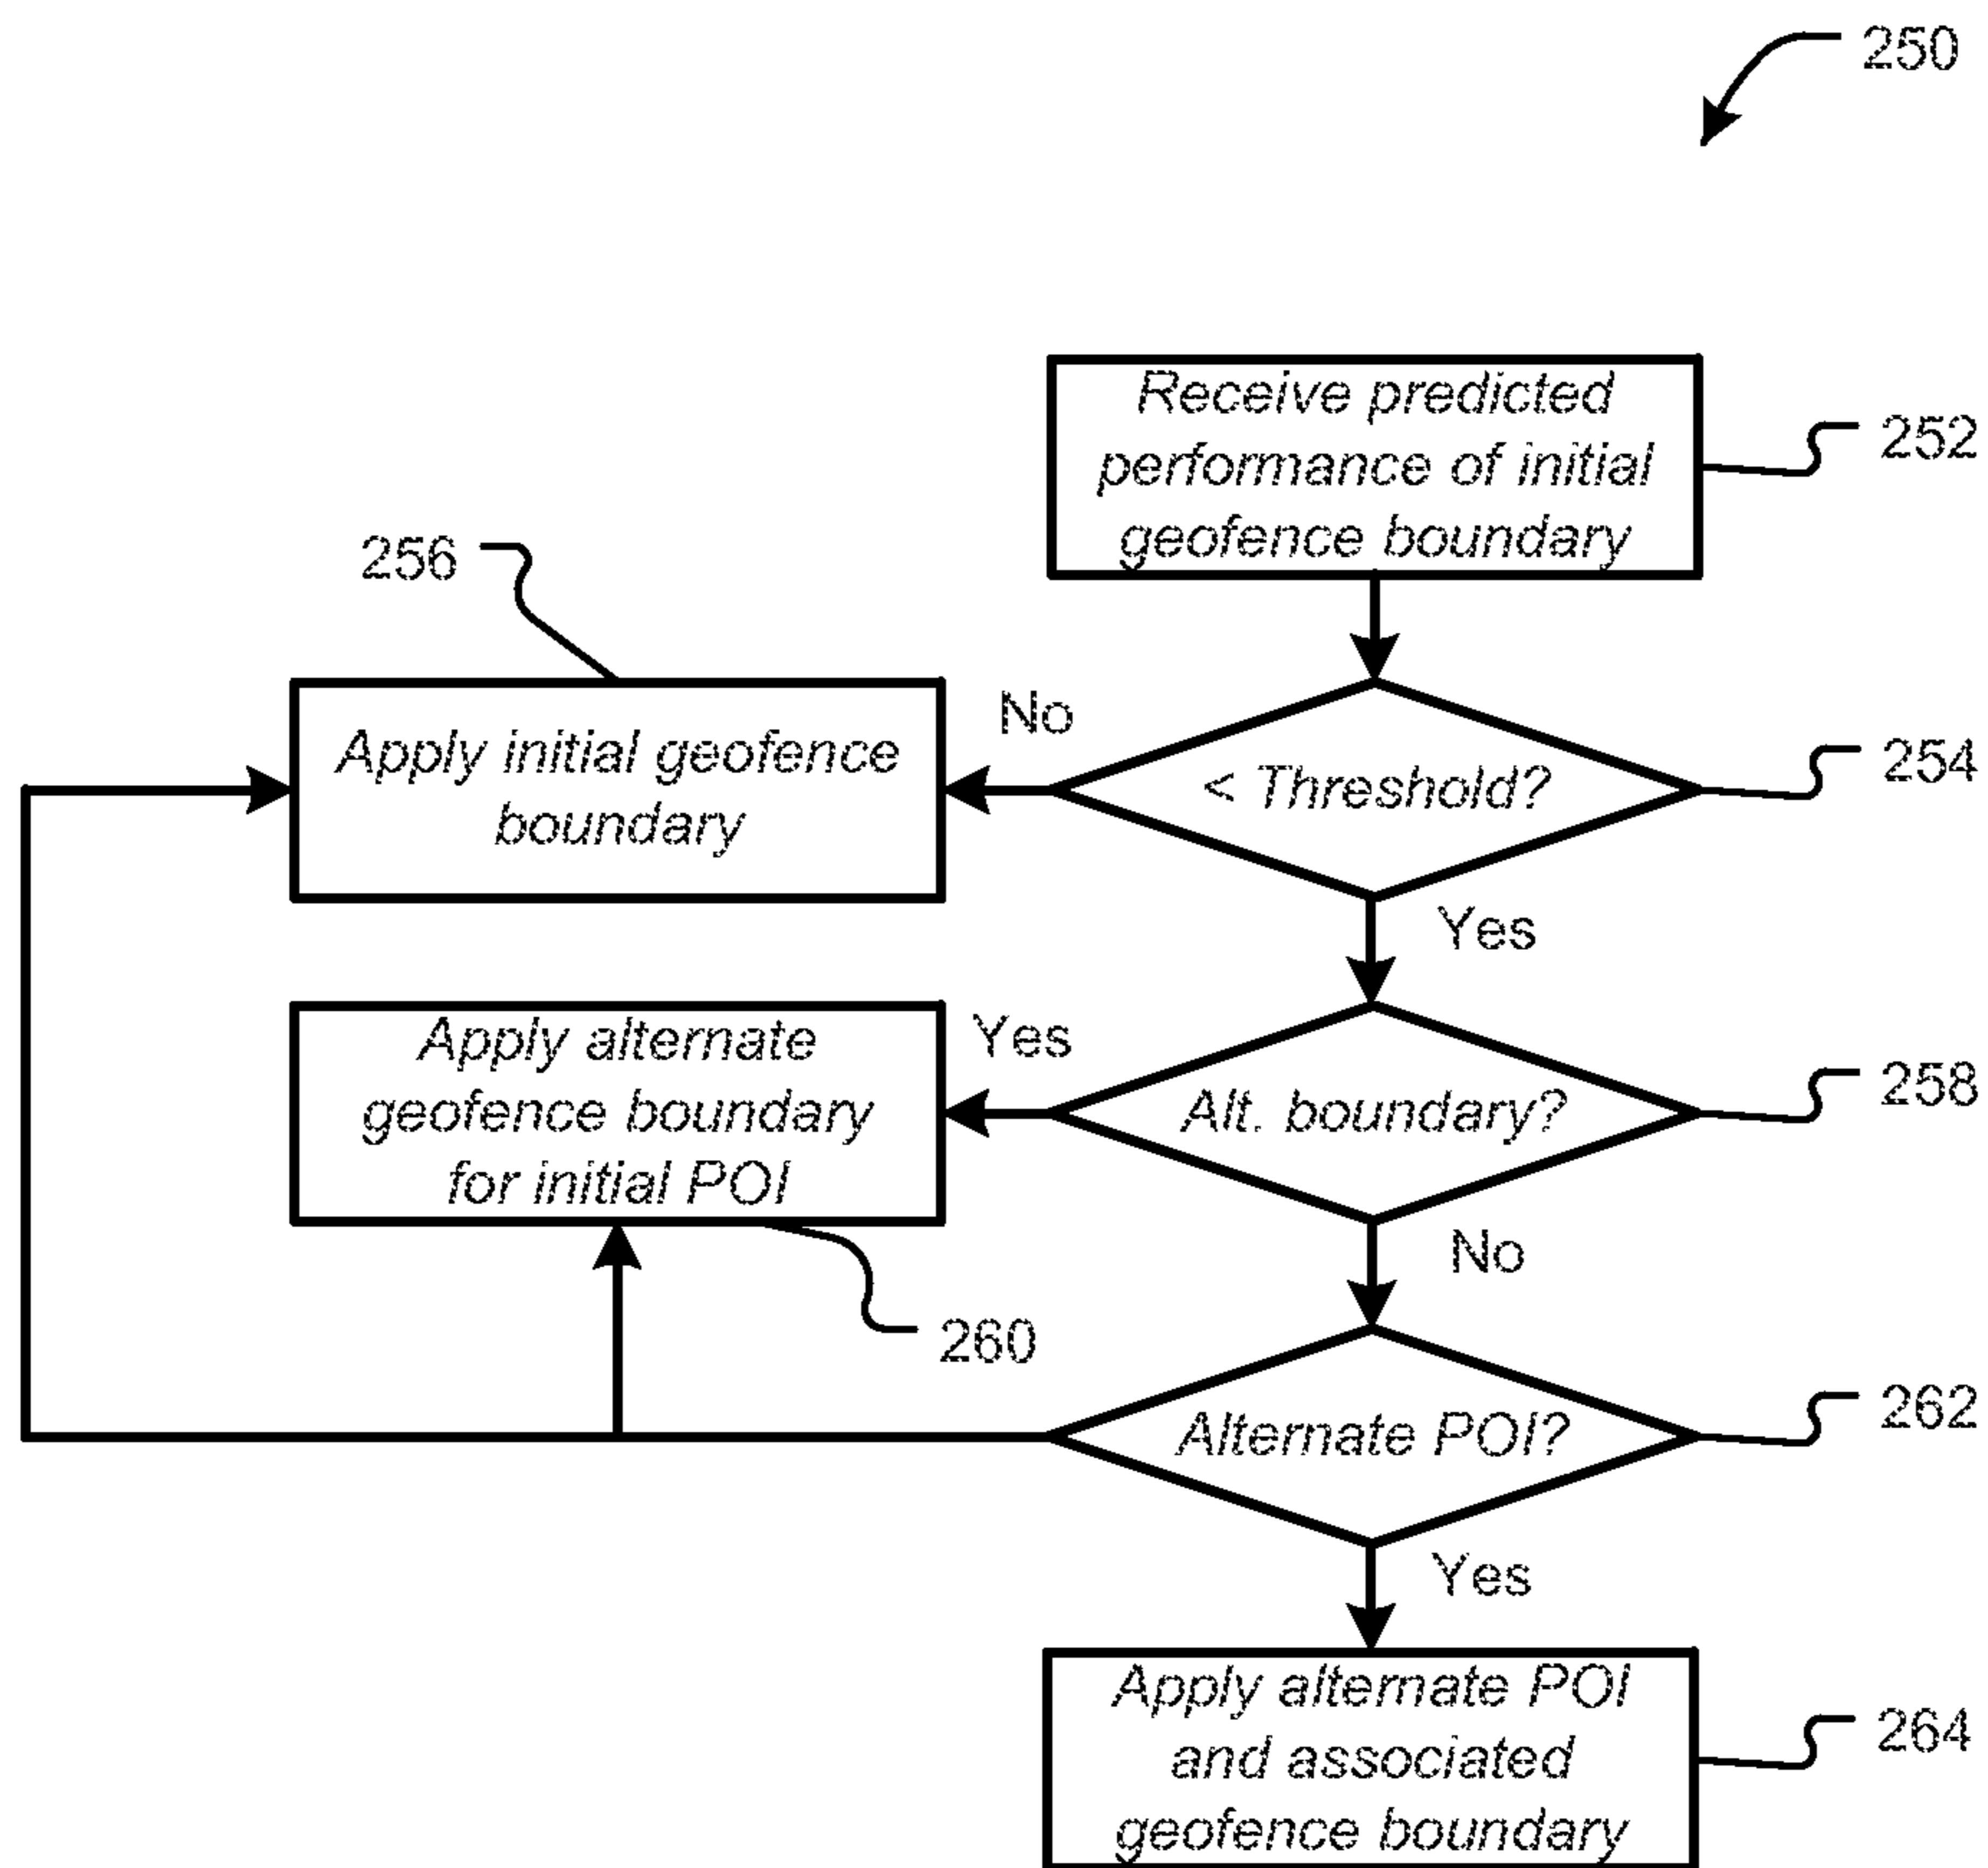 250
Receive predicted
performance of initial
geofence boundary
252
256
Apply initial geofence
boundary
No
< Threshold?
254
Yes
Apply alternate
geofence boundary
for initial POI
Yes
Alt. boundary?
258
No
260
Alternate POI?
262
Yes
Apply alternate POI
and associated
geofence boundary
264